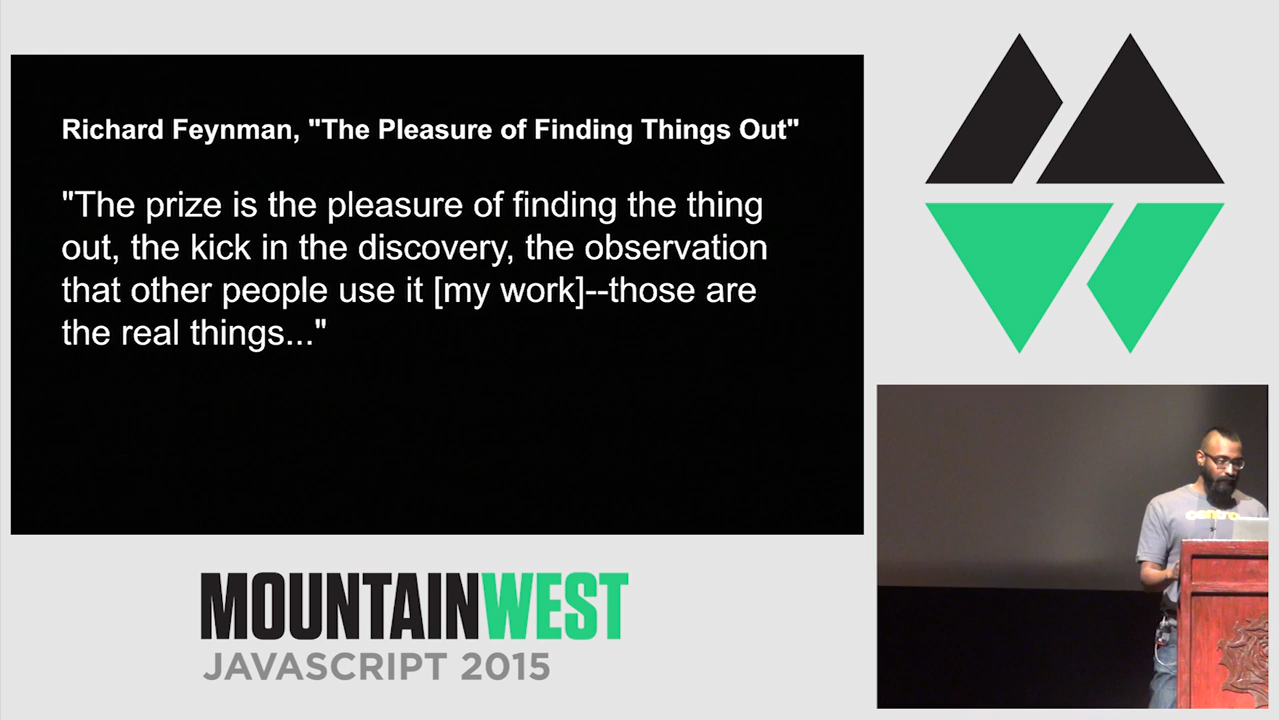 Richard Feynman, "The Pleasure of Finding Things Out"
"The prize is the pleasure of finding the thing
out, the kick in the discovery, the observation
that other people use it [my work]--those are
the real things..."
MOUNTAINWEST
JAVASCRIPT 2015